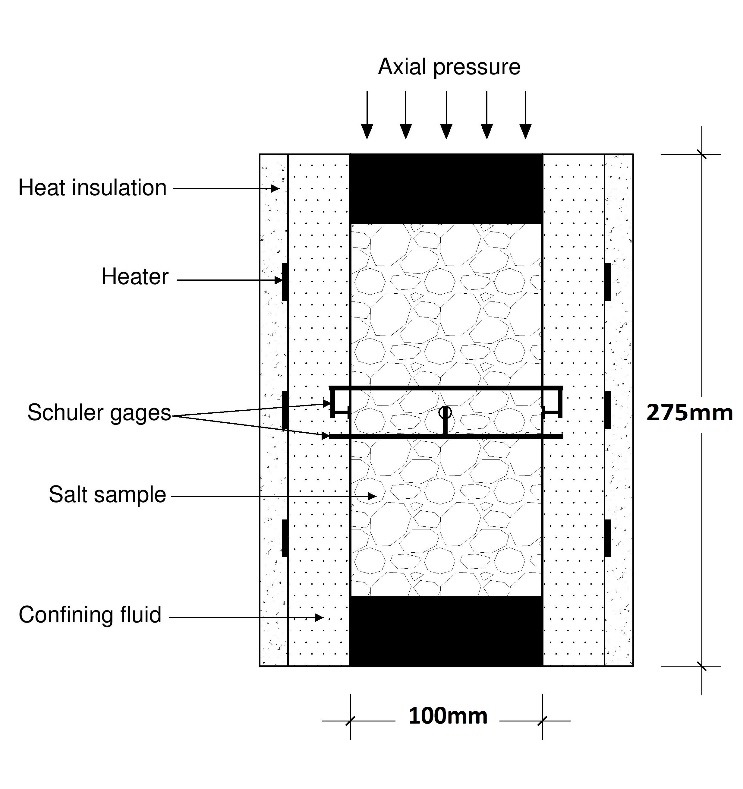 Axial pressure
Heat insulation
Heater
Schuler gages
275mm
Salt sample
Confining fluid
100mm